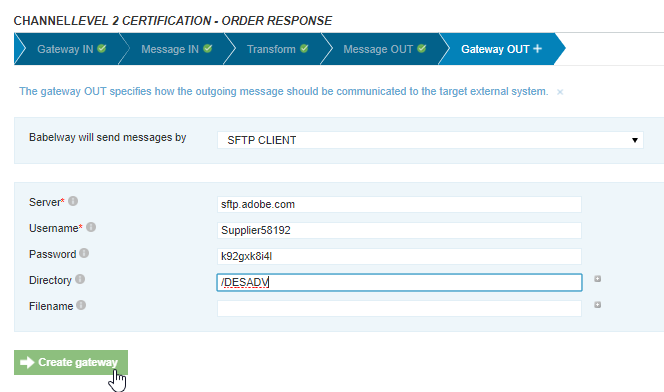 CHANNELLEVEL 2 CERTIFICATION - ORDER RESPONSE
Gateway IN Message IN Transform Message OUT Gateway OUT +
The gateway OUT specifies how the outgoing message should be communicated to the target external system. ×
Babelway will send messages by SFTP CLIENT
Server* sftp.adobe.com
Username* Supplier58192
Password k92gxk8i4l
Directory /DESADV
Filename
Create gateway